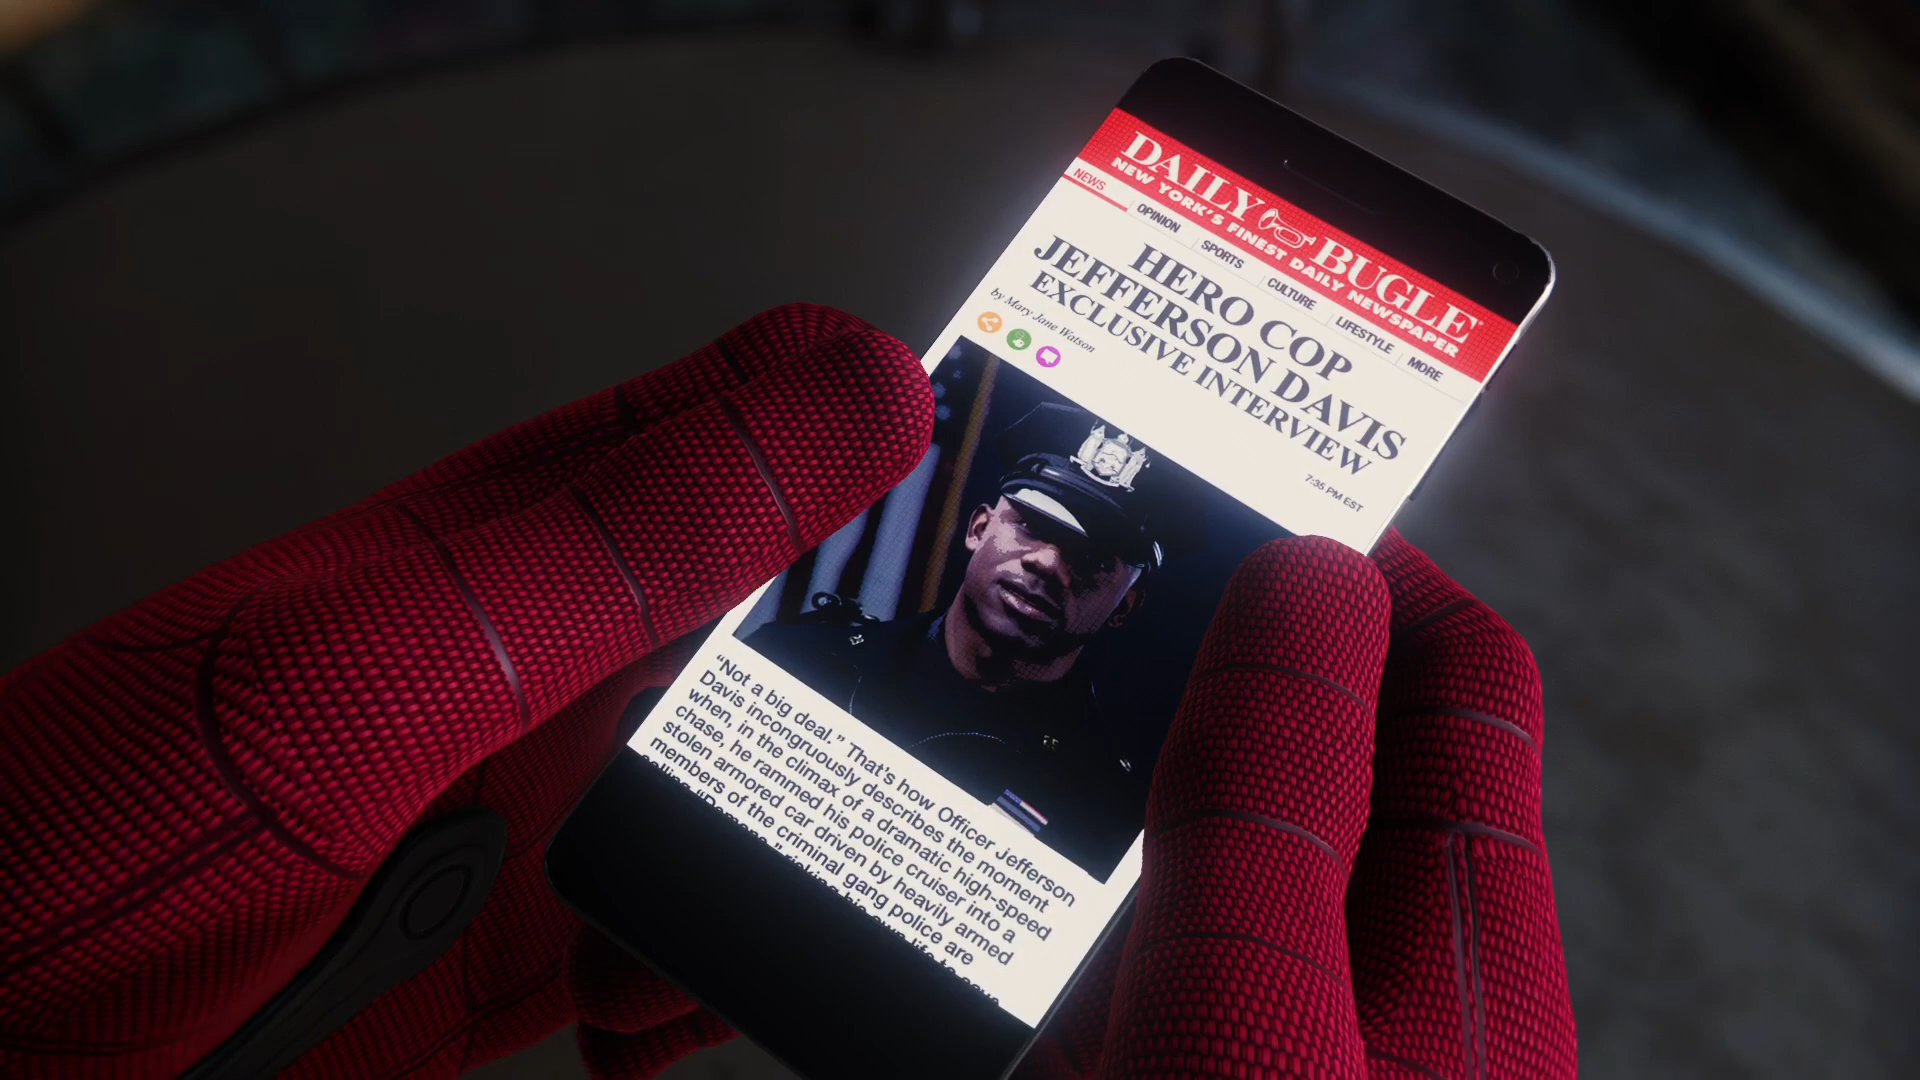 DAILY BUGLE
NEW YORK'S FINEST DAILY NEWSPAPER
NEWS
OPINION
SPORTS
CULTURE
LIFESTYLE
MORE
HERO COP
JEFFERSON DAVIS
EXCLUSIVE INTERVIEW
by Mary Jane Watson
7:35 PM EST
“Not a big deal.” That’s how Officer Jefferson
Davis incongruously describes the moment
when, in the climax of a dramatic high-speed
chase, he rammed his police cruiser into a
stolen armored car driven by heavily armed
members of the criminal gang police are